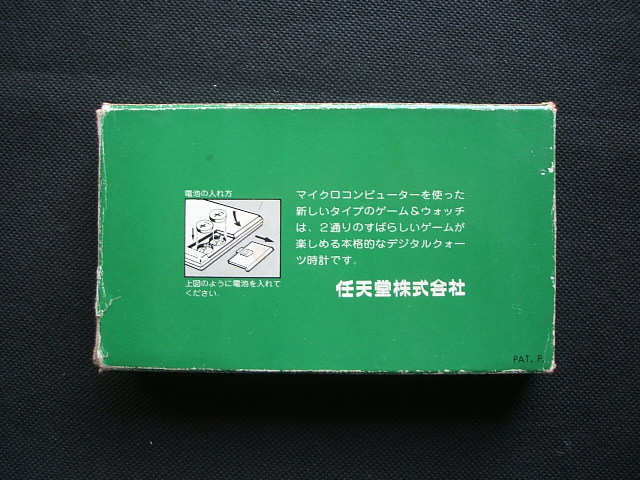 電池の入れ方
上図のように電池を入れて
ください.
マイクロコンピューターを使った
新しいタイプのゲーム&ウォッチ
は、2通りのすばらしいゲームが
楽しめる本格的なデジタルクォー
ツ時計です。
任天堂株式会社
PAT. P.